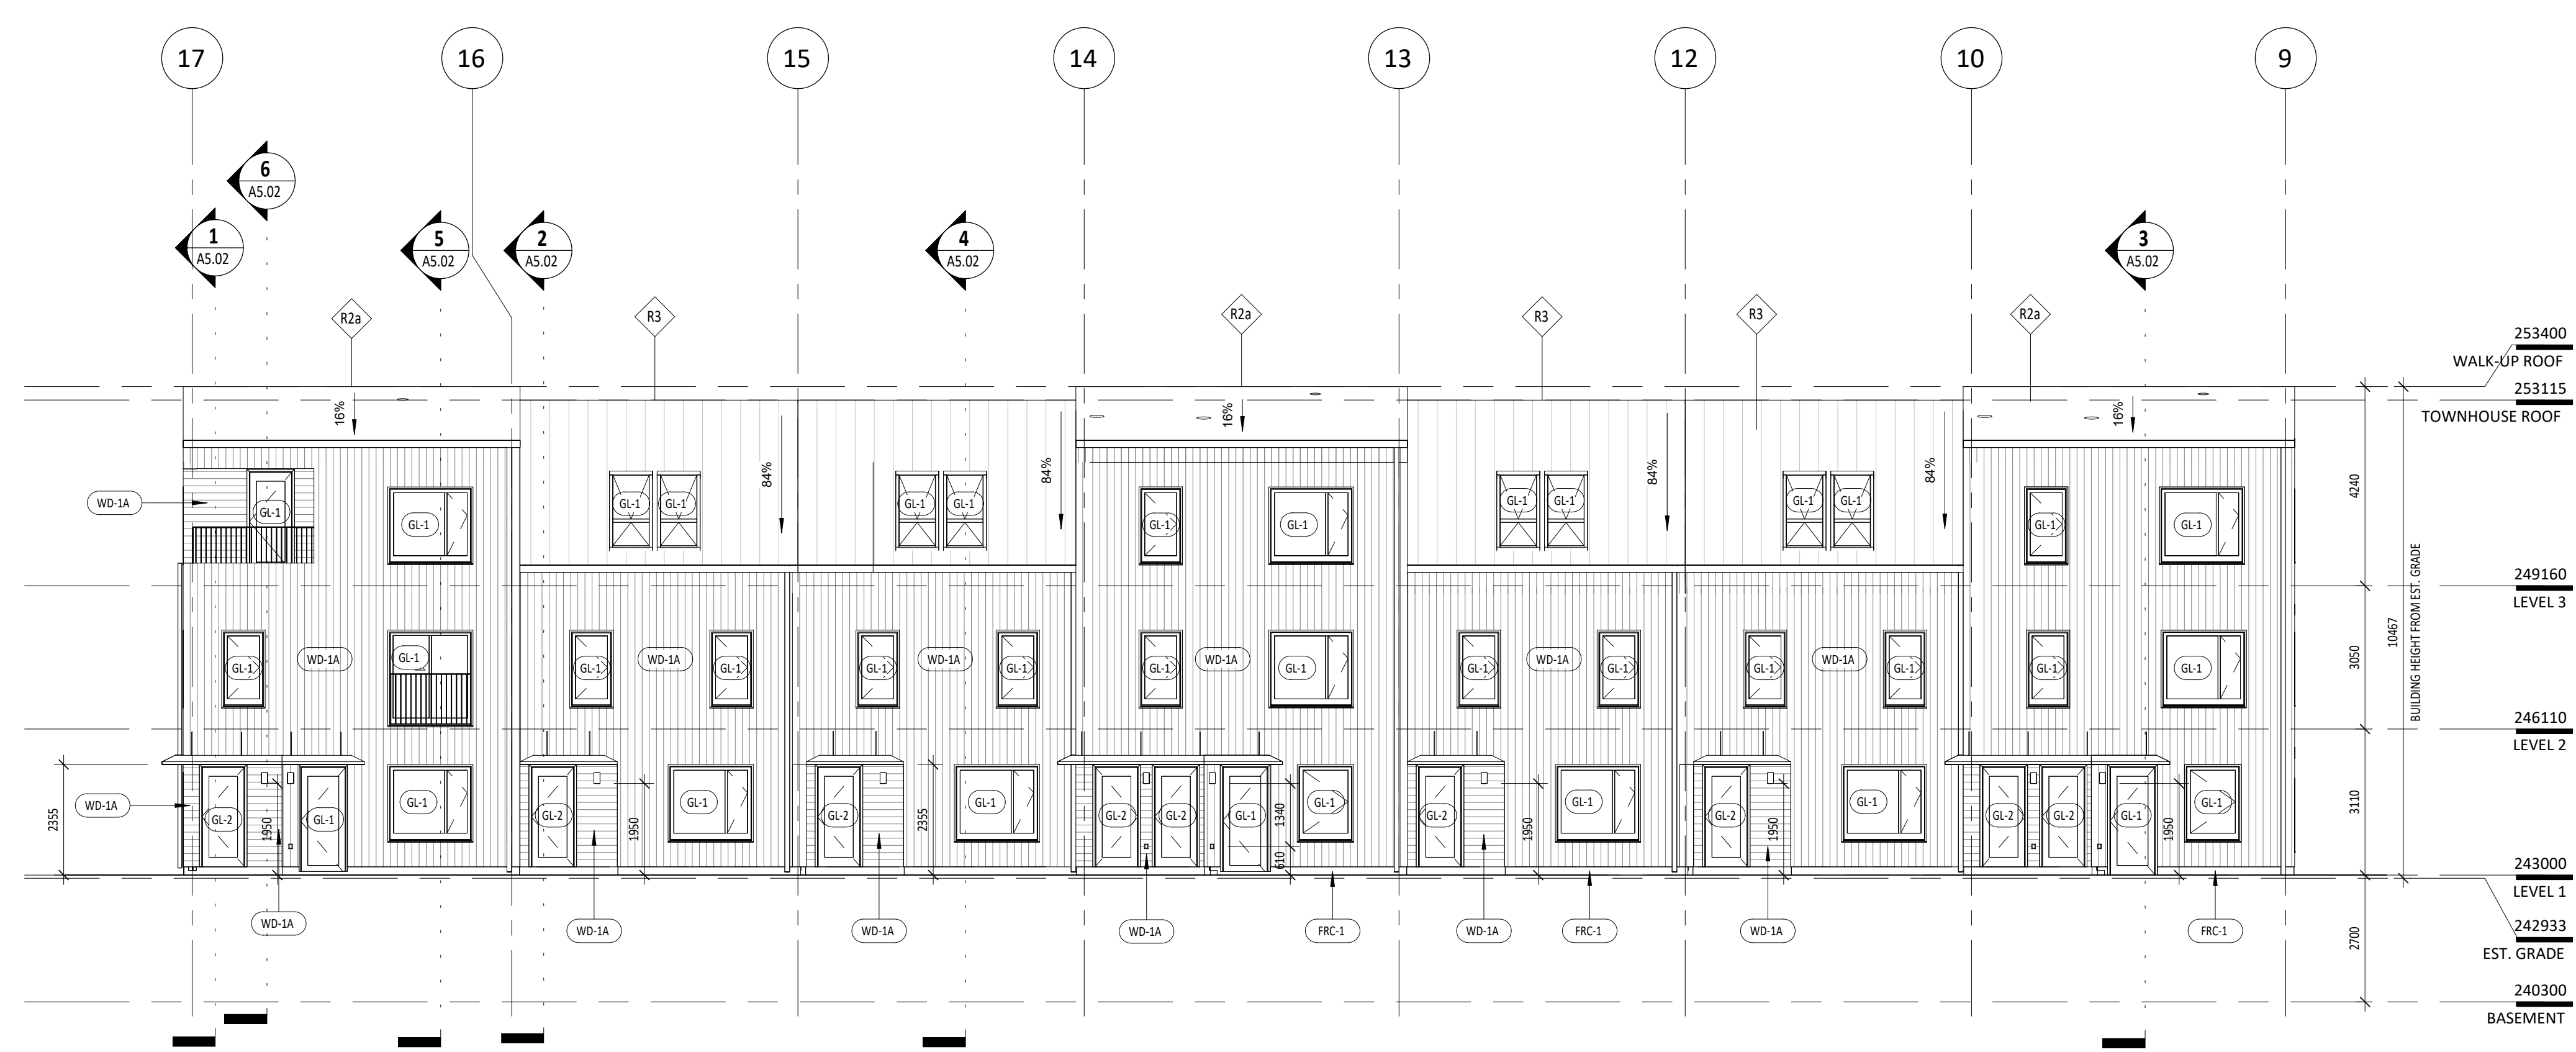 17 16 15 14 13 12 10 9
6
A5.02
1
A5.02
5
A5.02
2
A5.02
4
A5.02
3
A5.02
R2a R3 R2a R3 R3 R2a
253400
WALK-UP ROOF
253115
TOWNHOUSE ROOF
16% 84% 84% 16% 84% 84% 16%
WD-1A GL-1 GL-1 GL-1 GL-1 GL-1 GL-1 GL-1 GL-1 GL-1 GL-1 GL-1 GL-1 GL-1 GL-1
4240
249160
LEVEL 3
GL-1 WD-1A GL-1 GL-1 WD-1A GL-1 GL-1 WD-1A GL-1 GL-1 WD-1A GL-1 GL-1 WD-1A GL-1 GL-1 WD-1A GL-1 GL-1 GL-1
3050
10467
BUILDING HEIGHT FROM EST. GRADE
246110
LEVEL 2
2355 WD-1A GL-2 1950 GL-1 GL-1 GL-2 1950 GL-1 GL-2 2355 GL-1 GL-2 GL-2 GL-1 1340 610 GL-1 GL-2 1950 GL-1 GL-2 1950 GL-1 GL-2 GL-2 GL-1 1950 GL-1
3110
243000
LEVEL 1
WD-1A WD-1A WD-1A WD-1A FRC-1 WD-1A FRC-1 WD-1A FRC-1
2700
242933
EST. GRADE
240300
BASEMENT